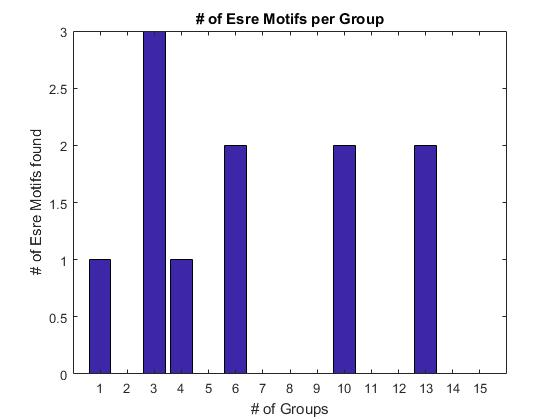 # of Esre Motifs per Group
3
2.5
2
1.5
1
0.5
0
# of Esre Motifs found
1 2 3 4 5 6 7 8 9 10 11 12 13 14 15
# of Groups